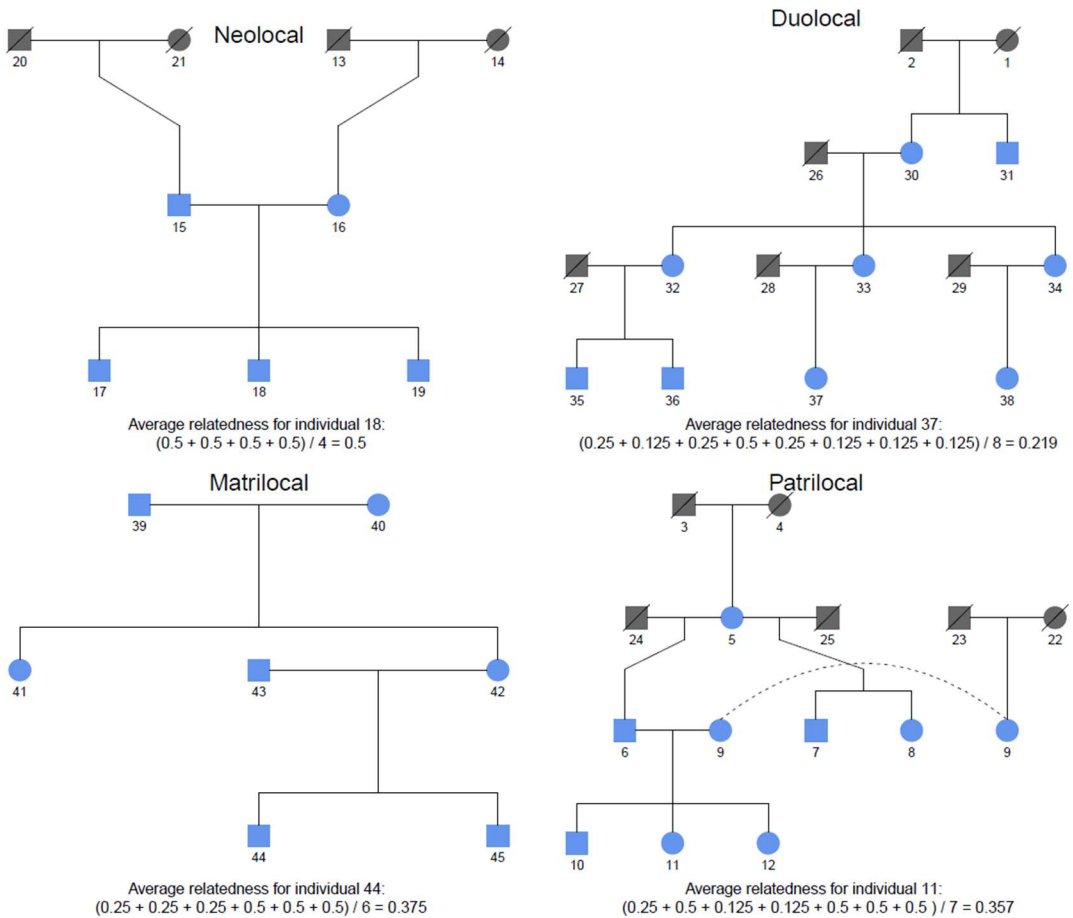 Neolocal
20 21 13 14
15 16
17 18 19
Average relatedness for individual 18:
(0.5 + 0.5 + 0.5 + 0.5) / 4 = 0.5
Duolocal
2 1
26 30 31
27 32 28 33 29 34
35 36 37 38
Average relatedness for individual 37:
(0.25 + 0.125 + 0.25 + 0.5 + 0.25 + 0.125 + 0.125 + 0.125) / 8 = 0.219
Matrilocal
39 40
41 43 42
44 45
Average relatedness for individual 44:
(0.25 + 0.25 + 0.25 + 0.5 + 0.5 + 0.5) / 6 = 0.375
Patrilocal
3 4
24 5 25 23 22
6 9 7 8 9
10 11 12
Average relatedness for individual 11:
(0.25 + 0.5 + 0.125 + 0.125 + 0.5 + 0.5 + 0.5 ) / 7 = 0.357